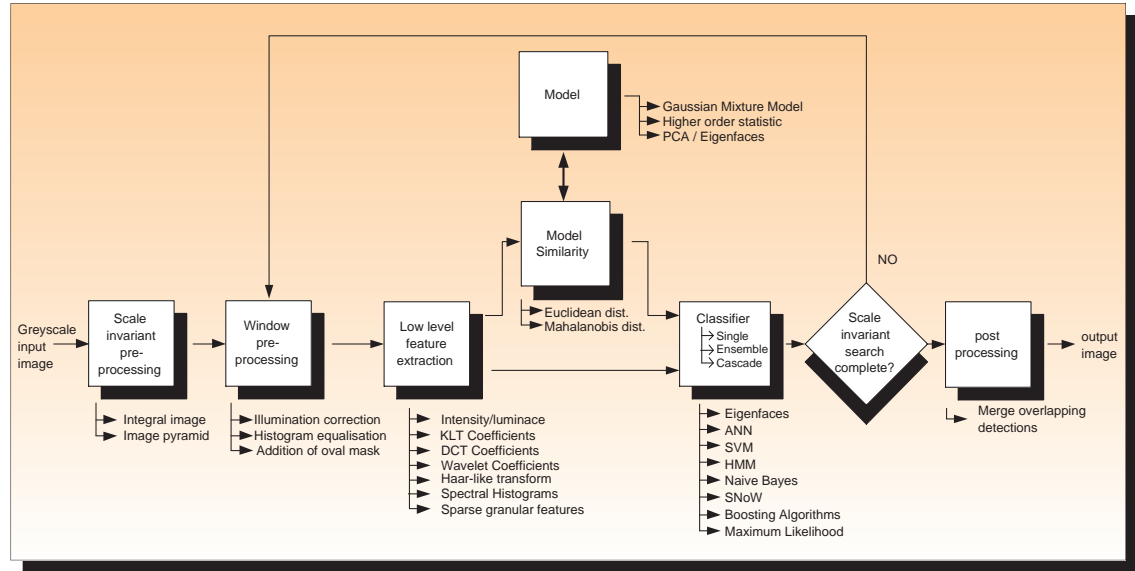 Model
Gaussian Mixture Model
Higher order statistic
PCA / Eigenfaces
Model
Similarity
Euclidean dist.
Mahalanobis dist.
NO
Greyscale
input
image
Scale
invariant
pre-
processing
Integral image
Image pyramid
Window
pre-
processing
Illumination correction
Histogram equalisation
Addition of oval mask
Low level
feature
extraction
Intensity/luminace
KLT Coefficients
DCT Coefficients
Wavelet Coefficients
Haar-like transform
Spectral Histograms
Sparse granular features
Classifier
Single
Ensemble
Cascade
Eigenfaces
ANN
SVM
HMM
Naive Bayes
SNoW
Boosting Algorithms
Maximum Likelihood
Scale
invariant
search
complete?
post
processing
Merge overlapping
detections
output
image